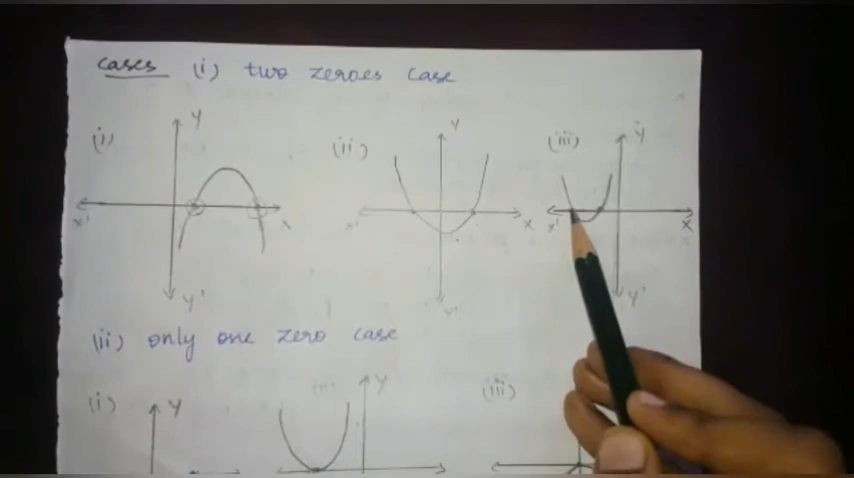 cases (i) two zeroes case
(i) Y
X' X
Y'
(ii) Y
X' X
Y'
(iii) Y
X' X
Y'
(ii) only one zero case
(i) Y
(ii) Y
(iii)